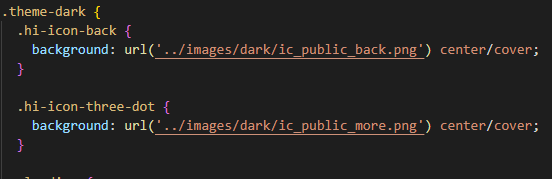 .theme-dark {
.hi-icon-back {
background: url('../images/dark/ic_public_back.png') center/cover;
}
.hi-icon-three-dot {
background: url('../images/dark/ic_public_more.png') center/cover;
}